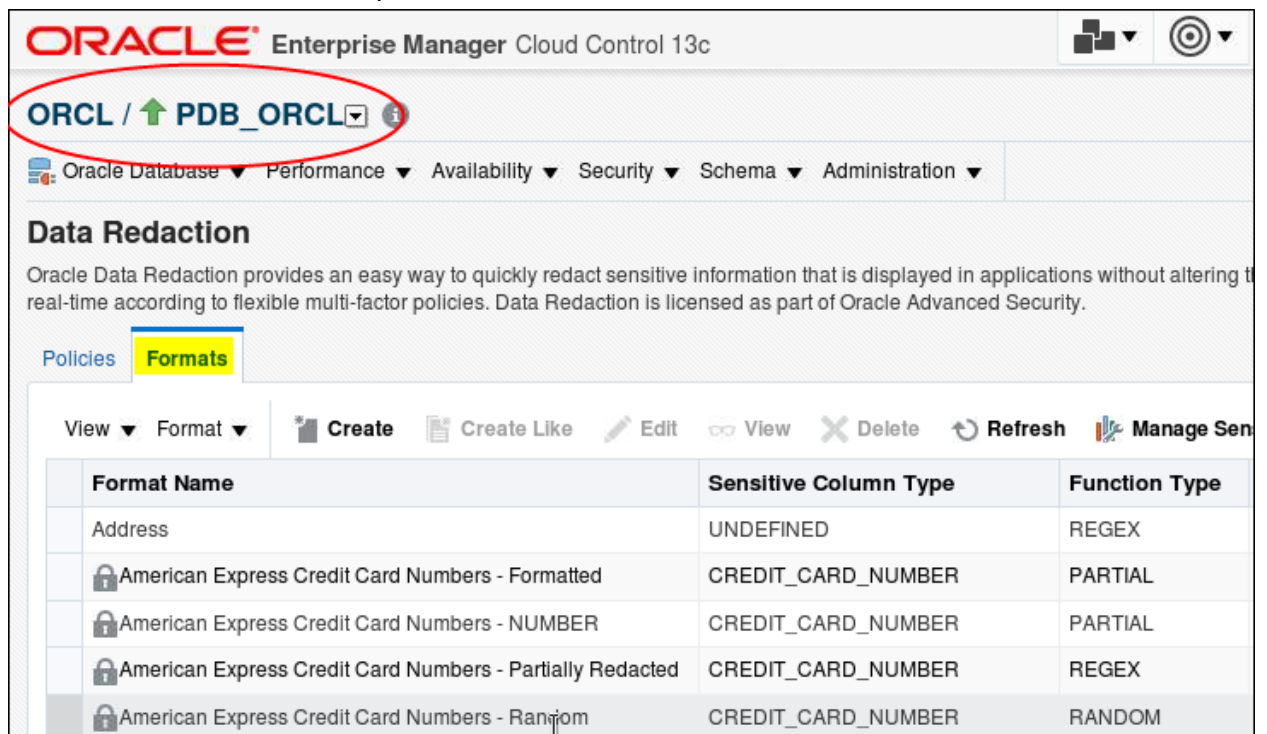 ORACLE Enterprise Manager Cloud Control 13c
ORCL / PDB_ORCL
Oracle Database Performance Availability Security Schema Administration
Data Redaction
Oracle Data Redaction provides an easy way to quickly redact sensitive information that is displayed in applications without altering
real-time according to flexible multi-factor policies. Data Redaction is licensed as part of Oracle Advanced Security.
Policies Formats
View Format Create Create Like Edit View Delete Refresh Manage
Format Name Sensitive Column Type Function Type
Address UNDEFINED REGEX
American Express Credit Card Numbers - Formatted CREDIT_CARD_NUMBER PARTIAL
American Express Credit Card Numbers - NUMBER CREDIT_CARD_NUMBER PARTIAL
American Express Credit Card Numbers - Partially Redacted CREDIT_CARD_NUMBER REGEX
American Express Credit Card Numbers - Random CREDIT_CARD_NUMBER RANDOM